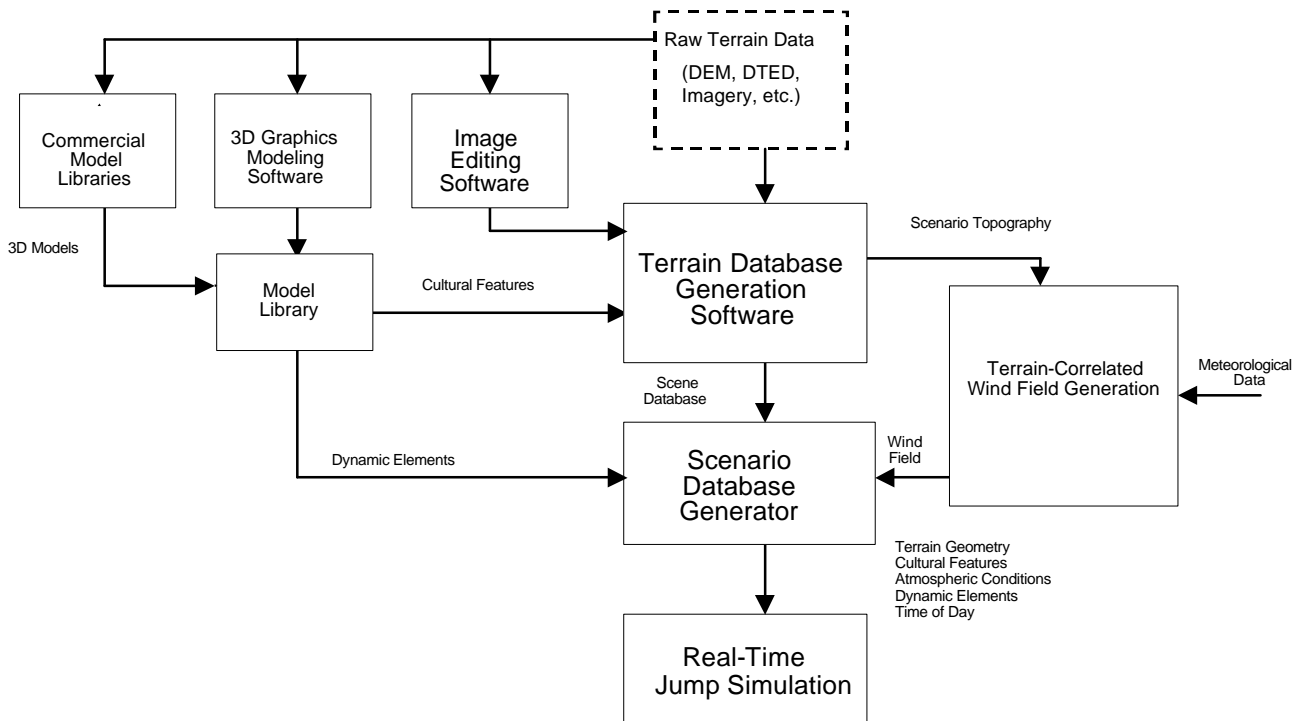 Raw Terrain Data
(DEM, DTED,
Imagery, etc.)
Commercial
Model
Libraries
3D Graphics
Modeling
Software
Image
Editing
Software
3D Models
Model
Library
Cultural Features
Terrain Database
Generation
Software
Scenario Topography
Terrain-Correlated
Wind Field Generation
Meteorological
Data
Scene
Database
Dynamic Elements
Scenario
Database
Generator
Wind
Field
Terrain Geometry
Cultural Features
Atmospheric Conditions
Dynamic Elements
Time of Day
Real-Time
Jump Simulation